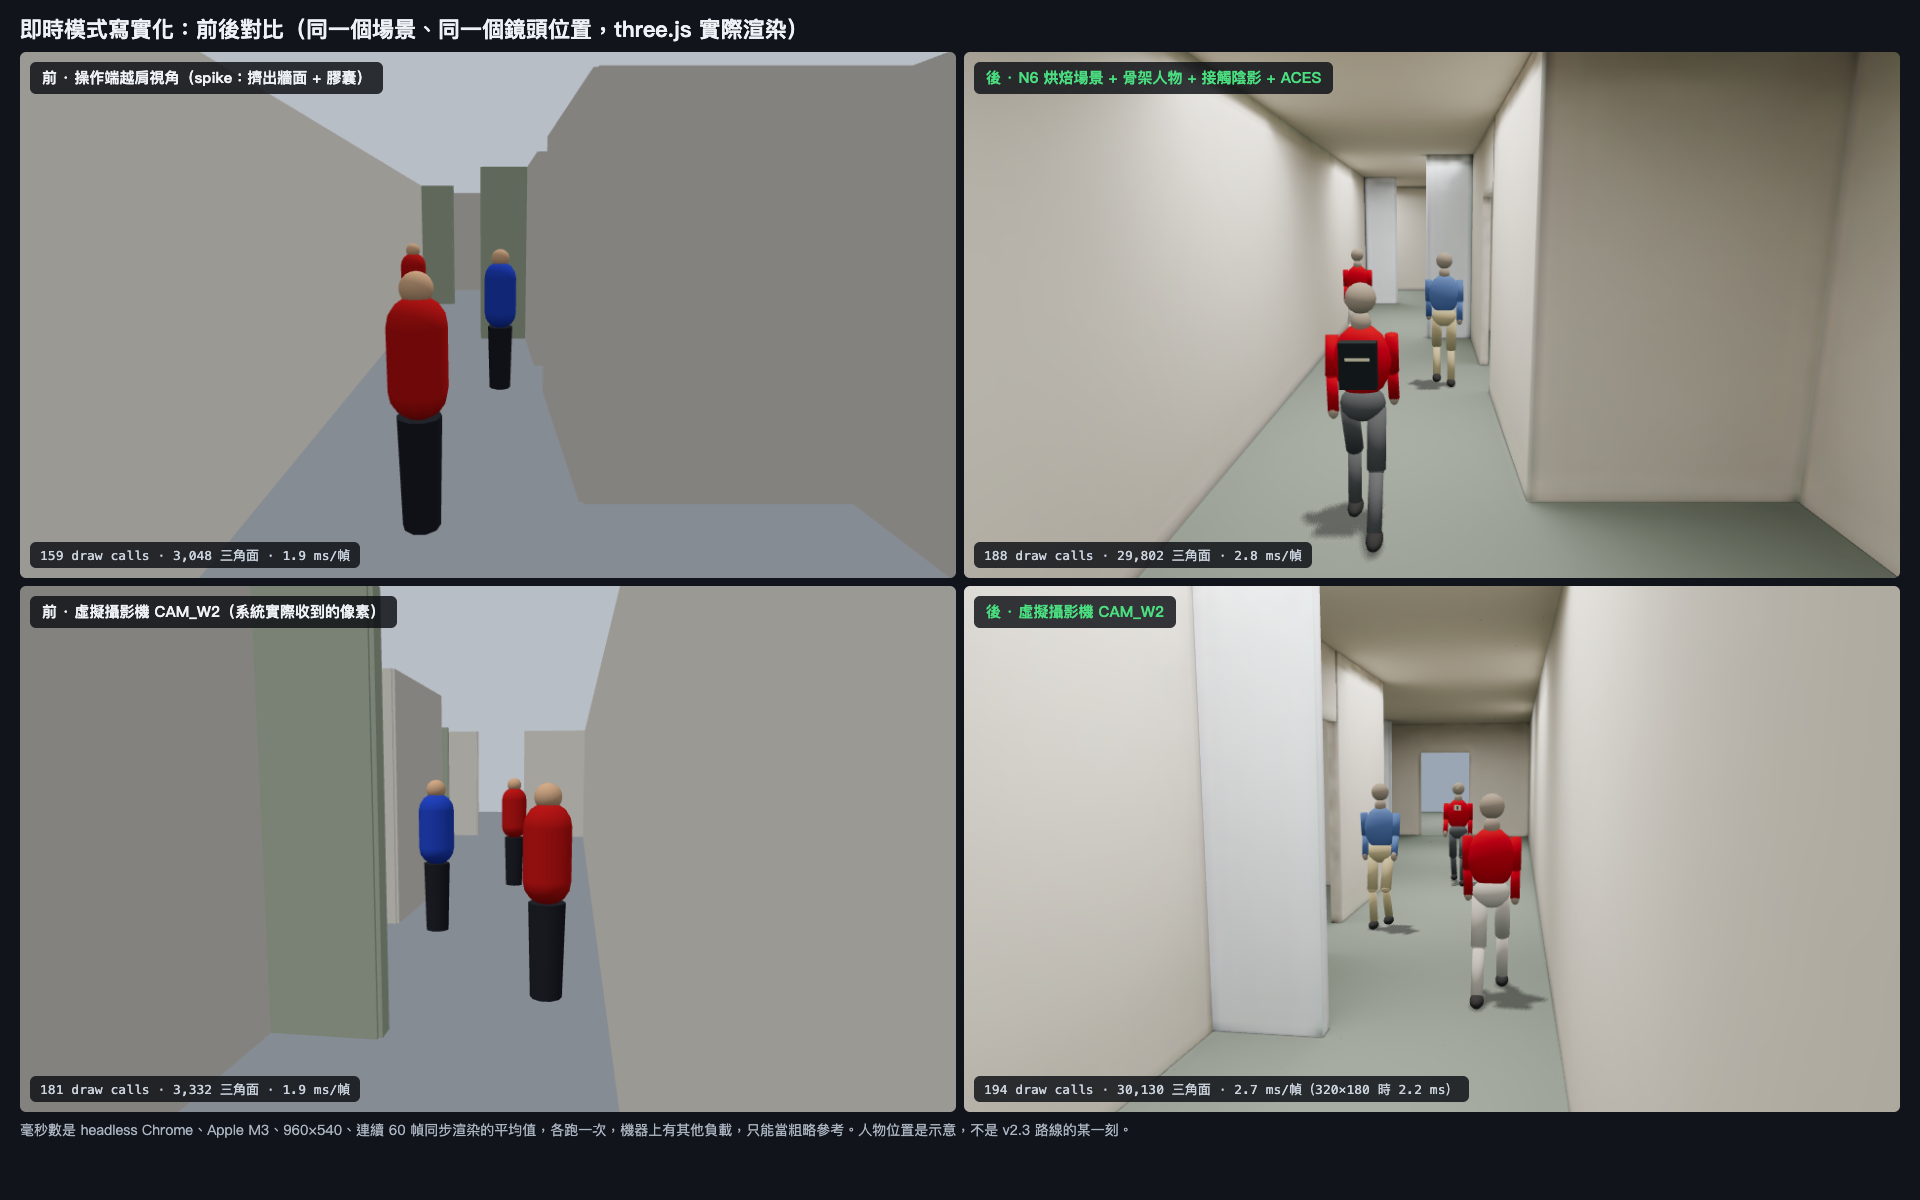 即時模式寫實化：前後對比（同一個場景、同一個鏡頭位置，three.js 實際渲染）
前 · 操作端越肩視角（spike：擠出牆面 + 膠囊）
後 · N6 烘焙場景 + 骨架人物 + 接觸陰影 + ACES
159 draw calls · 3,048 三角面 · 1.9 ms/幀
188 draw calls · 29,802 三角面 · 2.8 ms/幀
前 · 虛擬攝影機 CAM_W2（系統實際收到的像素）
後 · 虛擬攝影機 CAM_W2
181 draw calls · 3,332 三角面 · 1.9 ms/幀
194 draw calls · 30,130 三角面 · 2.7 ms/幀（320×180 時 2.2 ms）
毫秒數是 headless Chrome、Apple M3、960×540、連續 60 幀同步渲染的平均值，各跑一次，機器上有其他負載，只能當粗略參考。人物位置是示意，不是 v2.3 路線的某一刻。